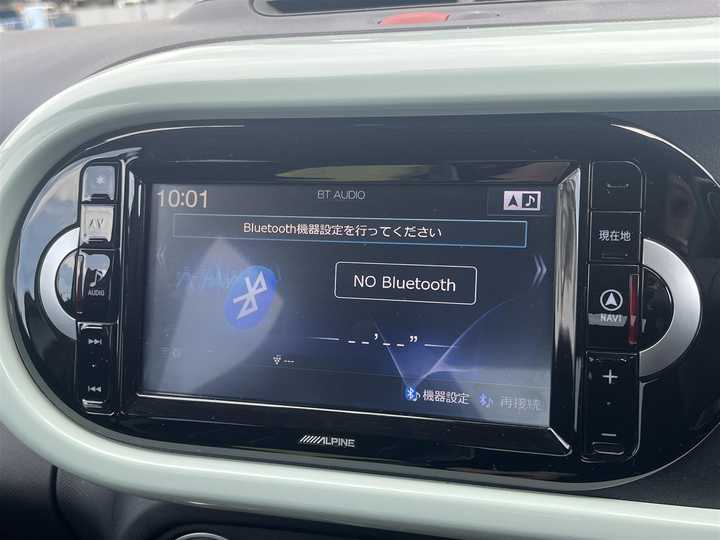 10:01
BT AUDIO
Bluetooth機器設定を行ってください
NO Bluetooth
--'--"
---
機器設定
再接続
AUDIO
現在地
NAVI
ALPINE